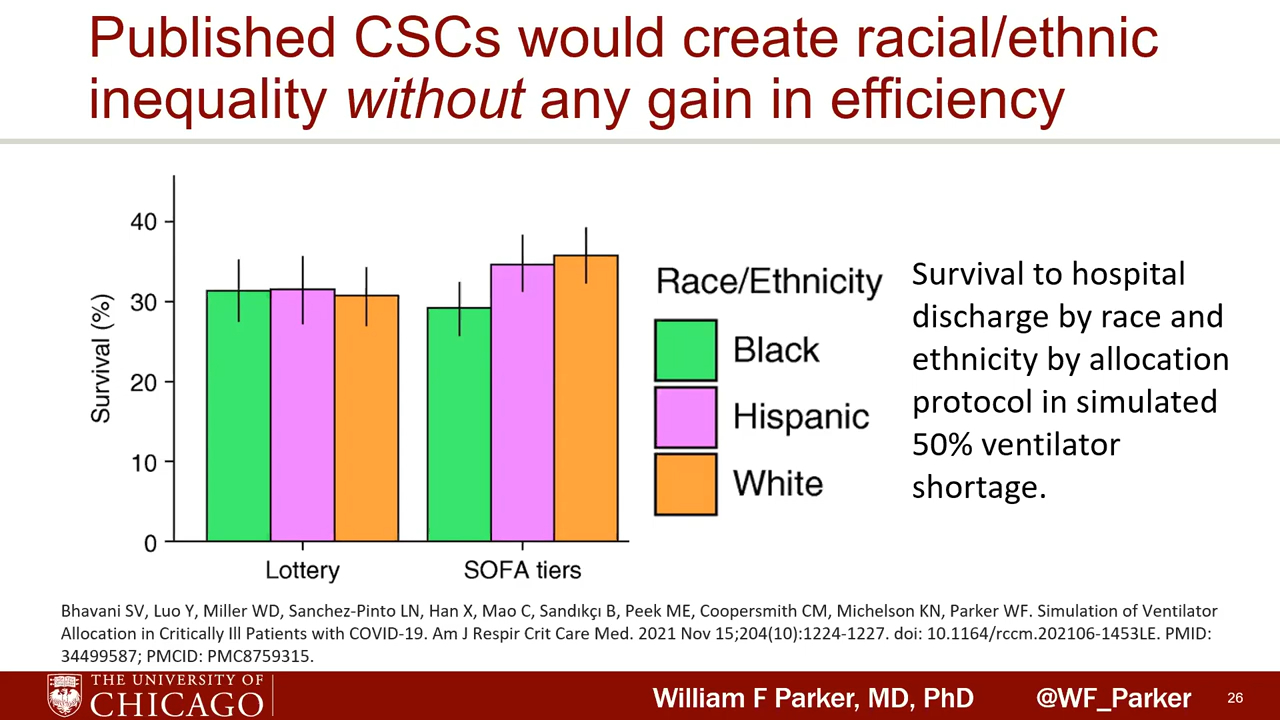 Published CSCs would create racial/ethnic
inequality without any gain in efficiency
Survival (%)
40
30
20
10
0
Lottery
SOFA tiers
Race/Ethnicity
Black
Hispanic
White
Survival to hospital
discharge by race and
ethnicity by allocation
protocol in simulated
50% ventilator
shortage.
Bhavani SV, Luo Y, Miller WD, Sanchez-Pinto LN, Han X, Mao C, Sandıkçı B, Peek ME, Coopersmith CM, Michelson KN, Parker WF. Simulation of Ventilator
Allocation in Critically Ill Patients with COVID-19. Am J Respir Crit Care Med. 2021 Nov 15;204(10):1224-1227. doi: 10.1164/rccm.202106-1453LE. PMID:
34499587; PMCID: PMC8759315.
THE UNIVERSITY OF
CHICAGO
William F Parker, MD, PhD
@WF_Parker
26